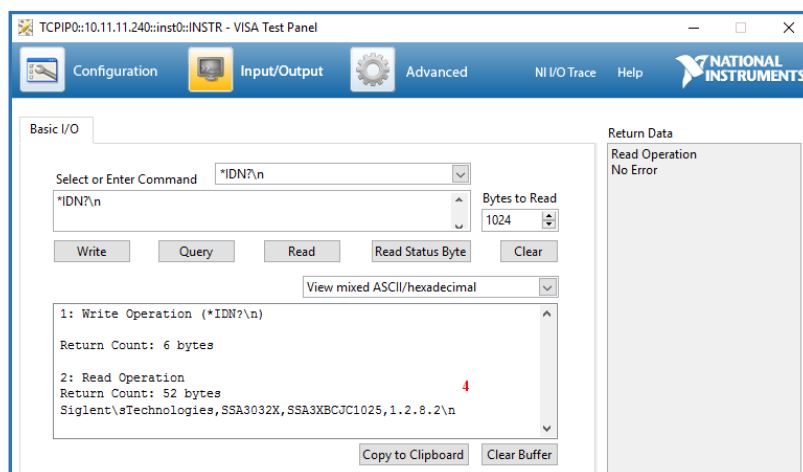 TCPIP0::10.11.11.240::inst0::INSTR - VISA Test Panel
Configuration
Input/Output
Advanced
NI I/O Trace
Help
NATIONAL INSTRUMENTS
Basic I/O
Return Data
Select or Enter Command
*IDN?\n
*IDN?\n
Bytes to Read
1024
Read Operation
No Error
Write
Query
Read
Read Status Byte
Clear
View mixed ASCII/hexadecimal
1: Write Operation (*IDN?\n)
Return Count: 6 bytes
2: Read Operation
4
Return Count: 52 bytes
Siglent\sTechnologies,SSA3032X,SSA3XBCJC1025,1.2.8.2\n
Copy to Clipboard
Clear Buffer